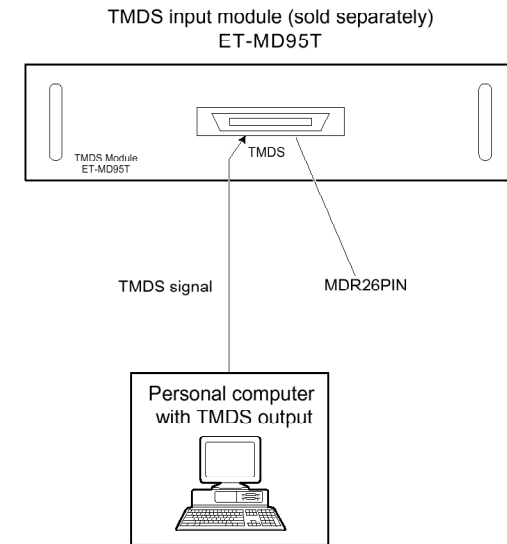 TMDS input module (sold separately)
ET-MD95T
TMDS
TMDS Module
ET-MD95T
TMDS signal
MDR26PIN
Personal computer
with TMDS output